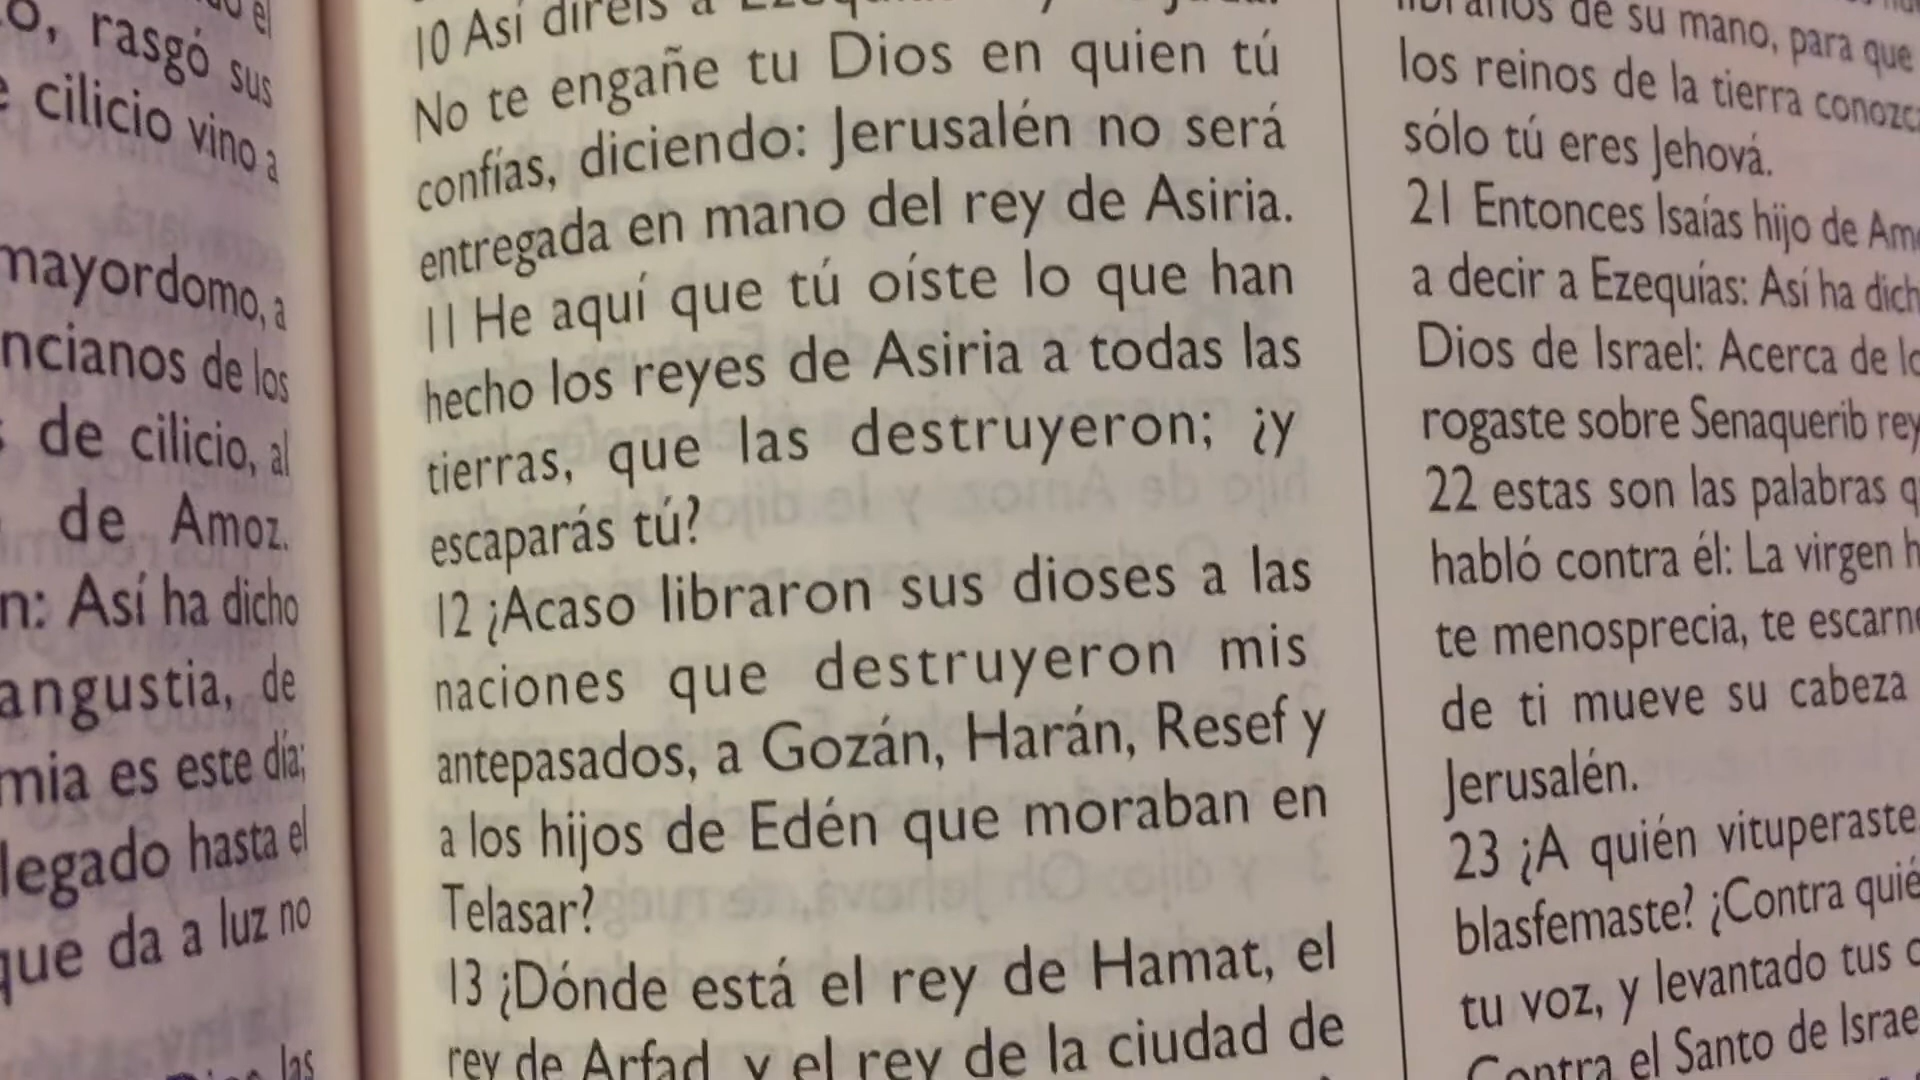 rasgó sus
cilicio vino a
mayordomo, a
ncianos de los
de cilicio, al
de Amoz.
n: Así ha dicho
angustia, de
mia es este día;
legado hasta el
que da a luz no
las
10 Así diréis a
No te engañe tu Dios en quien tú
confías, diciendo: Jerusalén no será
entregada en mano del rey de Asiria.
11 He aquí que tú oíste lo que han
hecho los reyes de Asiria a todas las
tierras, que las destruyeron; ¿y
escaparás tú?
12 ¿Acaso libraron sus dioses a las
naciones que destruyeron mis
antepasados, a Gozán, Harán, Resef y
a los hijos de Edén que moraban en
Telasar?
13 ¿Dónde está el rey de Hamat, el
rey de Arfad, y el rey de la ciudad de
de su mano, para que
los reinos de la tierra conozca
sólo tú eres Jehová.
21 Entonces Isaías hijo de Am
a decir a Ezequías: Así ha dich
Dios de Israel: Acerca de lo
rogaste sobre Senaquerib rey
22 estas son las palabras q
habló contra él: La virgen h
te menosprecia, te escarne
de ti mueve su cabeza
Jerusalén.
23 ¿A quién vituperaste
blasfemaste? ¿Contra quié
tu voz, y levantado tus o
Contra el Santo de Israe